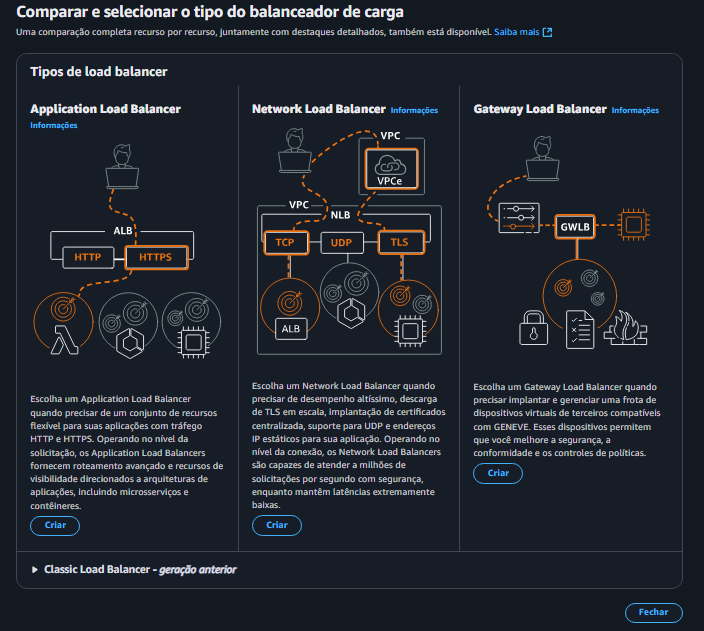 Comparar e selecionar o tipo do balanceador de carga
Uma comparação completa recurso por recurso, juntamente com destaques detalhados, também está disponível. Saiba mais
Tipos de load balancer
Application Load Balancer
Informações
ALB
HTTP
HTTPS
Escolha um Application Load Balancer
quando precisar de um conjunto de recursos
flexível para suas aplicações com tráfego
HTTP e HTTPS. Operando no nível da
solicitação, os Application Load Balancers
fornecem roteamento avançado e recursos de
visibilidade direcionados a arquiteturas de
aplicações, incluindo microsserviços e
contêineres.
Criar
Network Load Balancer Informações
VPC
VPCe
VPC
NLB
TCP
UDP
TLS
ALB
Escolha um Network Load Balancer quando
precisar de desempenho altíssimo, descarga
de TLS em escala, implantação de certificados
centralizada, suporte para UDP e endereços
IP estáticos para sua aplicação. Operando no
nível da conexão, os Network Load Balancers
são capazes de atender a milhões de
solicitações por segundo com segurança,
enquanto mantêm latências extremamente
baixas.
Criar
Gateway Load Balancer Informações
GWLB
Escolha um Gateway Load Balancer quando
precisar implantar e gerenciar uma frota de
dispositivos virtuais de terceiros compatíveis
com GENEVE. Esses dispositivos permitem
que você melhore a segurança, a
conformidade e os controles de políticas.
Criar
Classic Load Balancer - geração anterior
Fechar